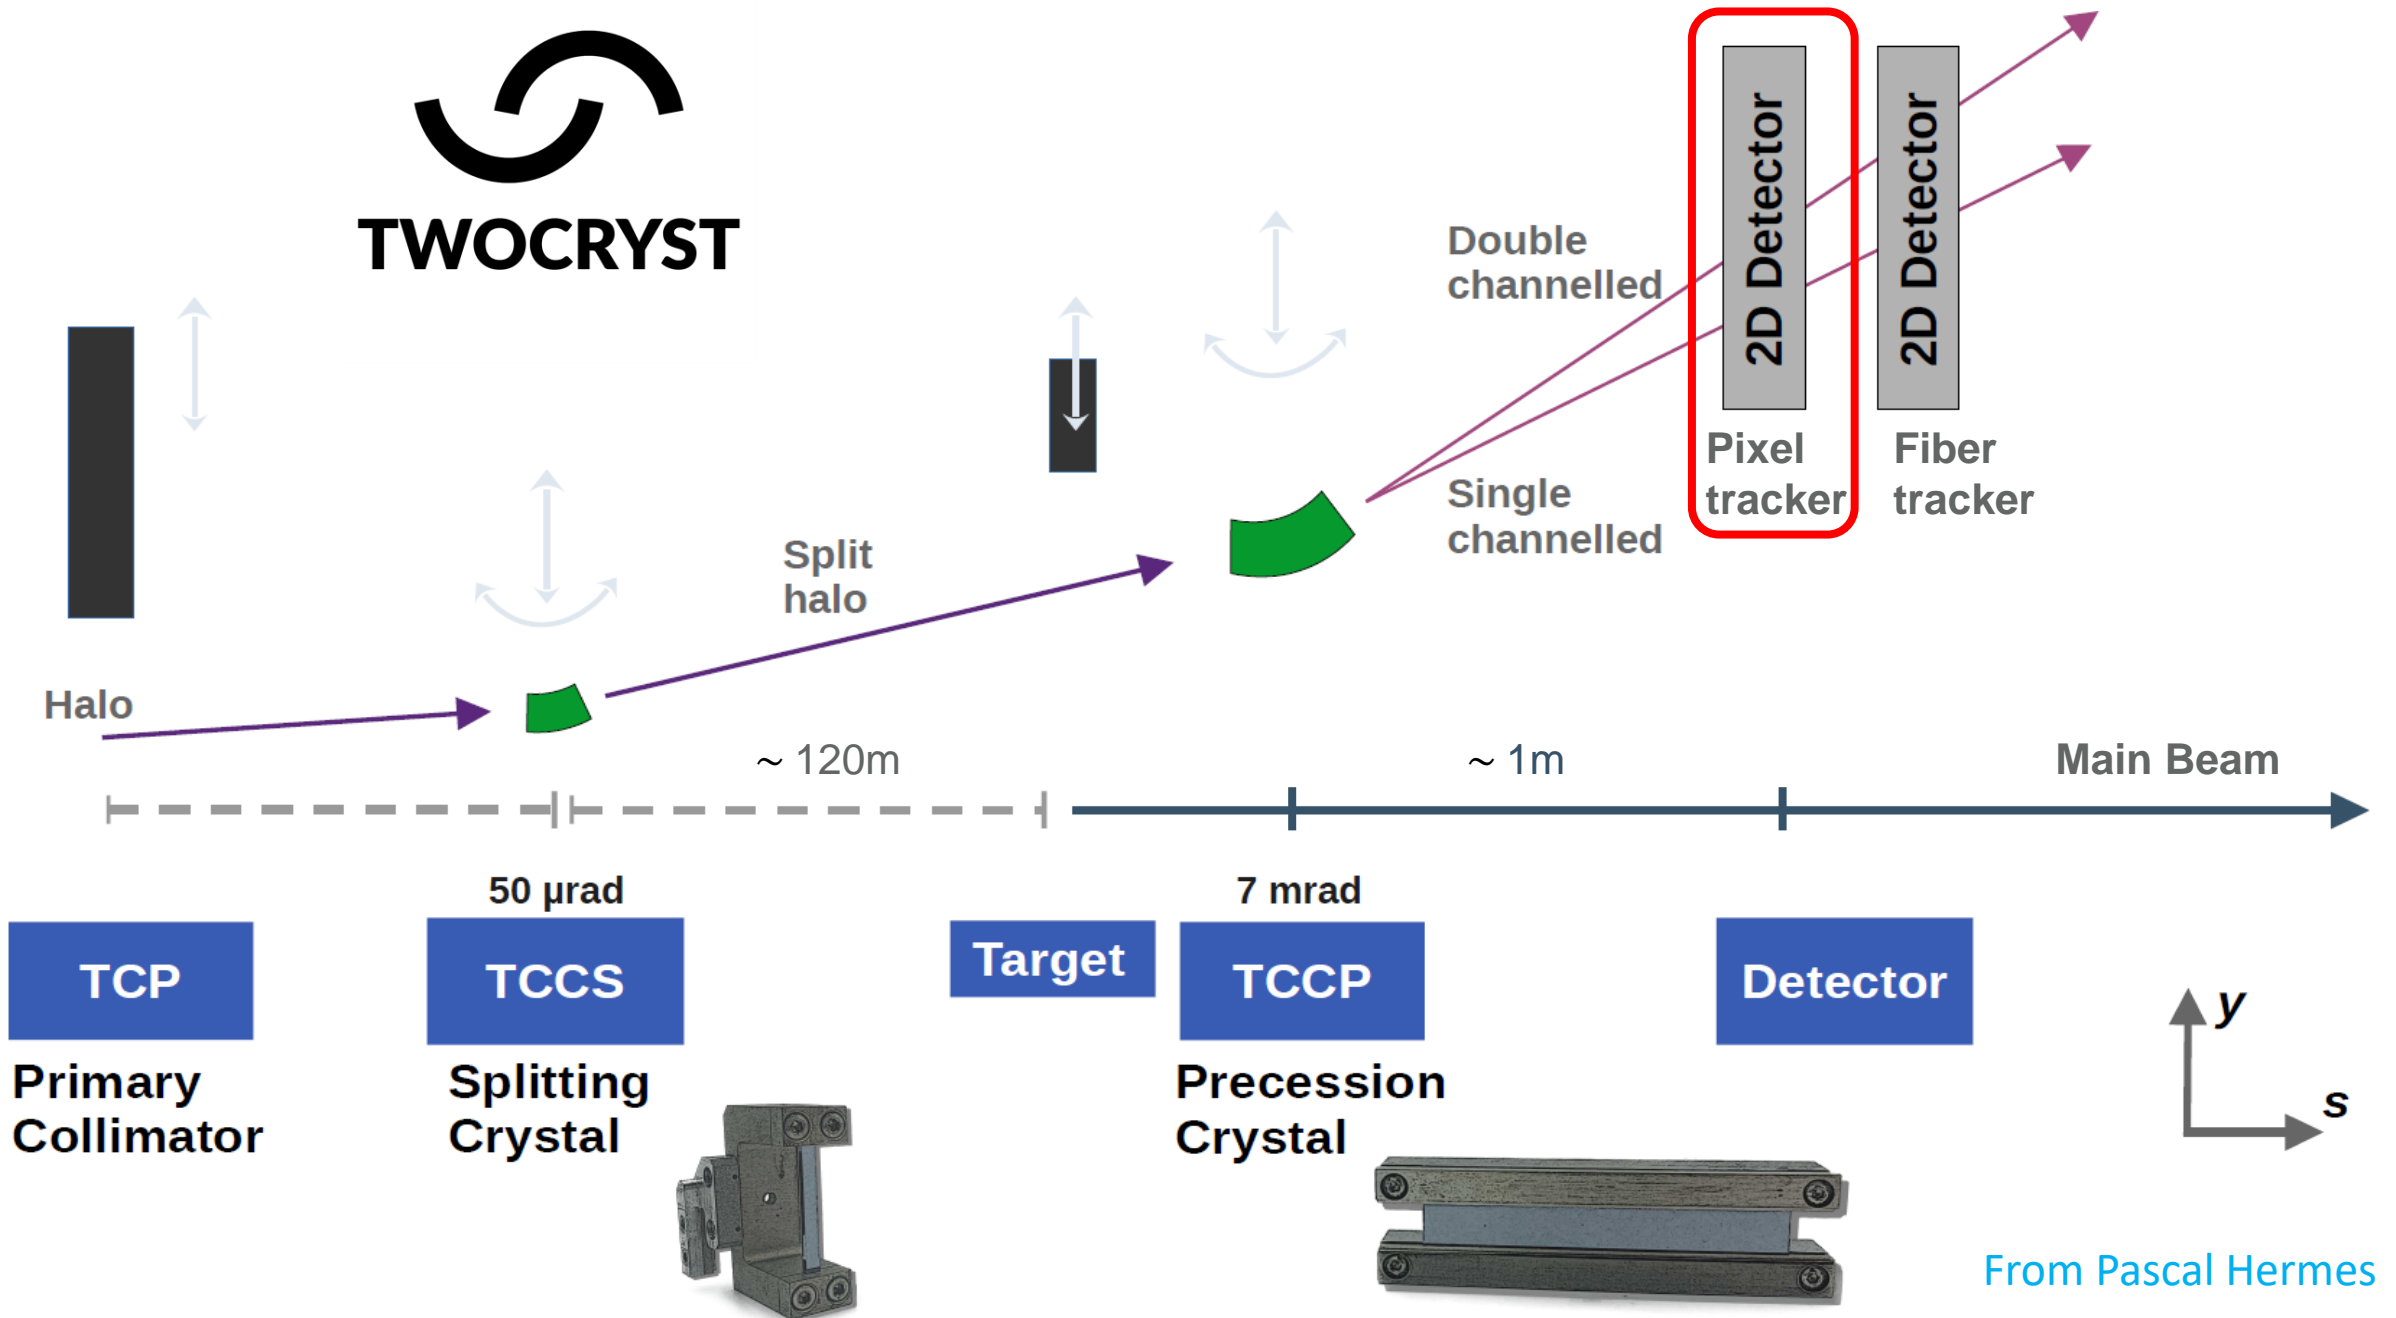 TWOCRYST
2D Detector
2D Detector
Double
channelled
Pixel
tracker
Fiber
tracker
Single
channelled
Split
halo
Halo
~ 120m
~ 1m
Main Beam
50 µrad
7 mrad
TCP
TCCS
Target
TCCP
Detector
Primary
Collimator
Splitting
Crystal
Precession
Crystal
y
s
From Pascal Hermes